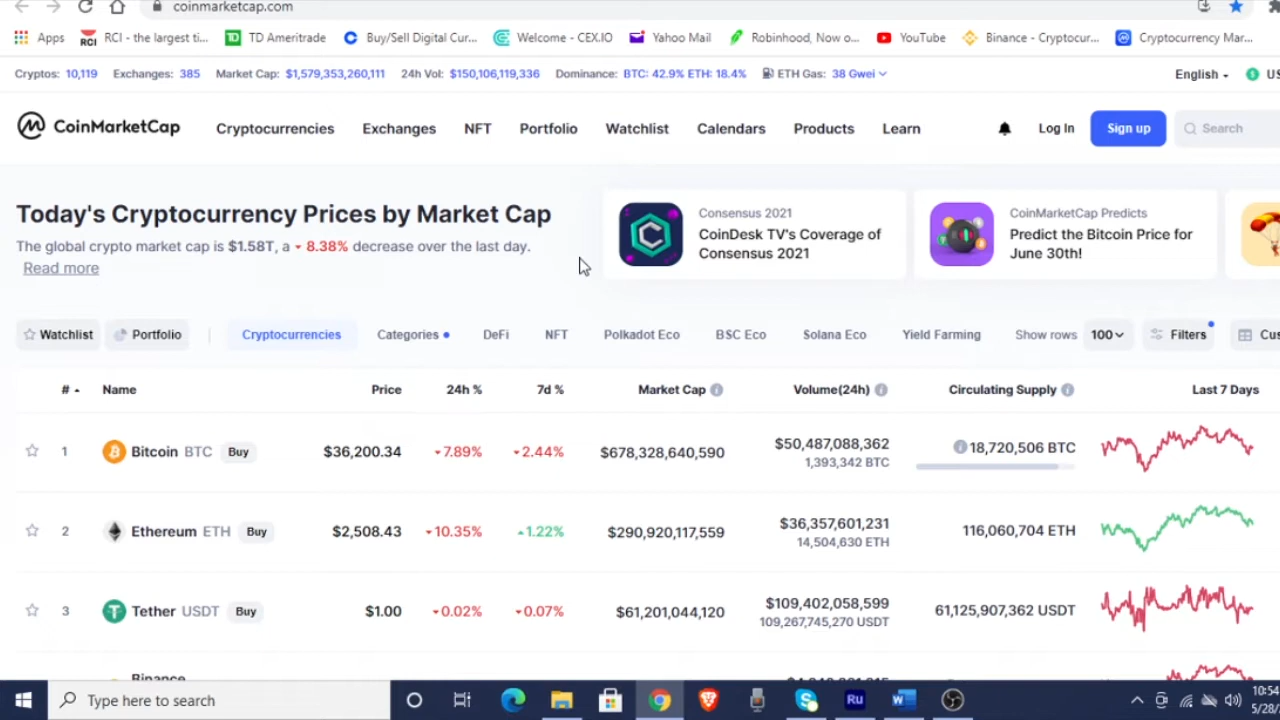 coinmarketcap.com
Apps RCI RCI - the largest ti... TD TD Ameritrade Buy/Sell Digital Cur... Welcome - CEX.IO Yahoo Mail Robinhood, Now o... YouTube Binance - Cryptocur... Cryptocurrency Mar...
Cryptos: 10,119 Exchanges: 385 Market Cap: $1,579,353,260,111 24h Vol: $150,106,119,336 Dominance: BTC: 42.9% ETH: 18.4% ETH Gas: 38 Gwei English US
CoinMarketCap Cryptocurrencies Exchanges NFT Portfolio Watchlist Calendars Products Learn Log In Sign up Search
Today's Cryptocurrency Prices by Market Cap
The global crypto market cap is $1.58T, a 8.38% decrease over the last day.
Read more
Consensus 2021
CoinDesk TV's Coverage of
Consensus 2021
CoinMarketCap Predicts
Predict the Bitcoin Price for
June 30th!
Watchlist Portfolio Cryptocurrencies Categories DeFi NFT Polkadot Eco BSC Eco Solana Eco Yield Farming Show rows 100 Filters Cus
# Name Price 24h % 7d % Market Cap Volume(24h) Circulating Supply Last 7 Days
1 Bitcoin BTC Buy $36,200.34 7.89% 2.44% $678,328,640,590 $50,487,088,362 18,720,506 BTC
1,393,342 BTC
2 Ethereum ETH Buy $2,508.43 10.35% 1.22% $290,920,117,559 $36,357,601,231 116,060,704 ETH
14,504,630 ETH
3 Tether USDT Buy $1.00 0.02% 0.07% $61,201,044,120 $109,402,058,599 61,125,907,362 USDT
109,267,745,270 USDT
Binance
Type here to search Ru 10:54
5/28/